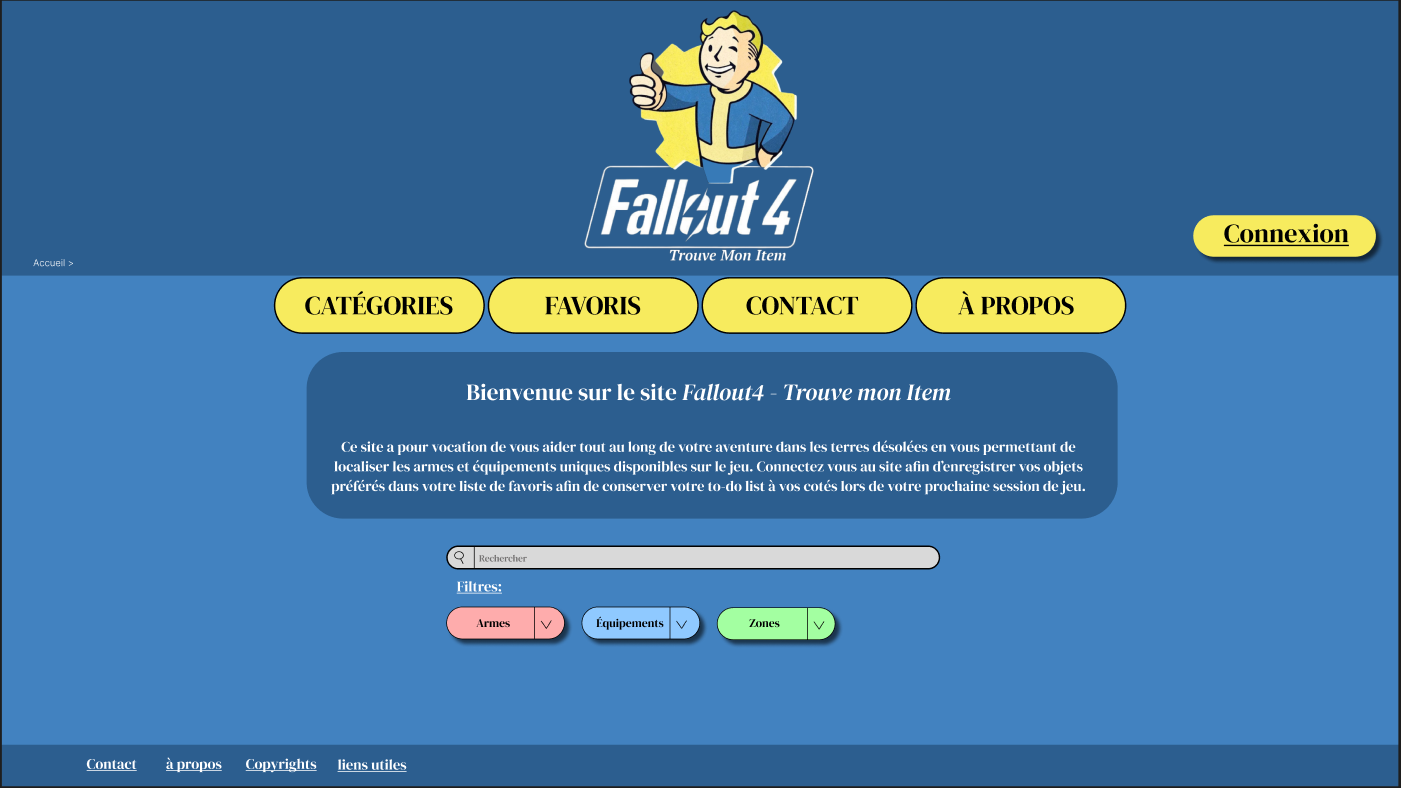 Fallout 4
Trouve Mon Item
Connexion
Accueil >
CATÉGORIES
FAVORIS
CONTACT
À PROPOS
Bienvenue sur le site Fallout4 - Trouve mon Item
Ce site a pour vocation de vous aider tout au long de votre aventure dans les terres désolées en vous permettant de
localiser les armes et équipements uniques disponibles sur le jeu. Connectez vous au site afin d'enregistrer vos objets
préférés dans votre liste de favoris afin de conserver votre to-do list à vos cotés lors de votre prochaine session de jeu.
Rechercher
Filtres:
Armes
Équipements
Zones
Contact
à propos
Copyrights
liens utiles